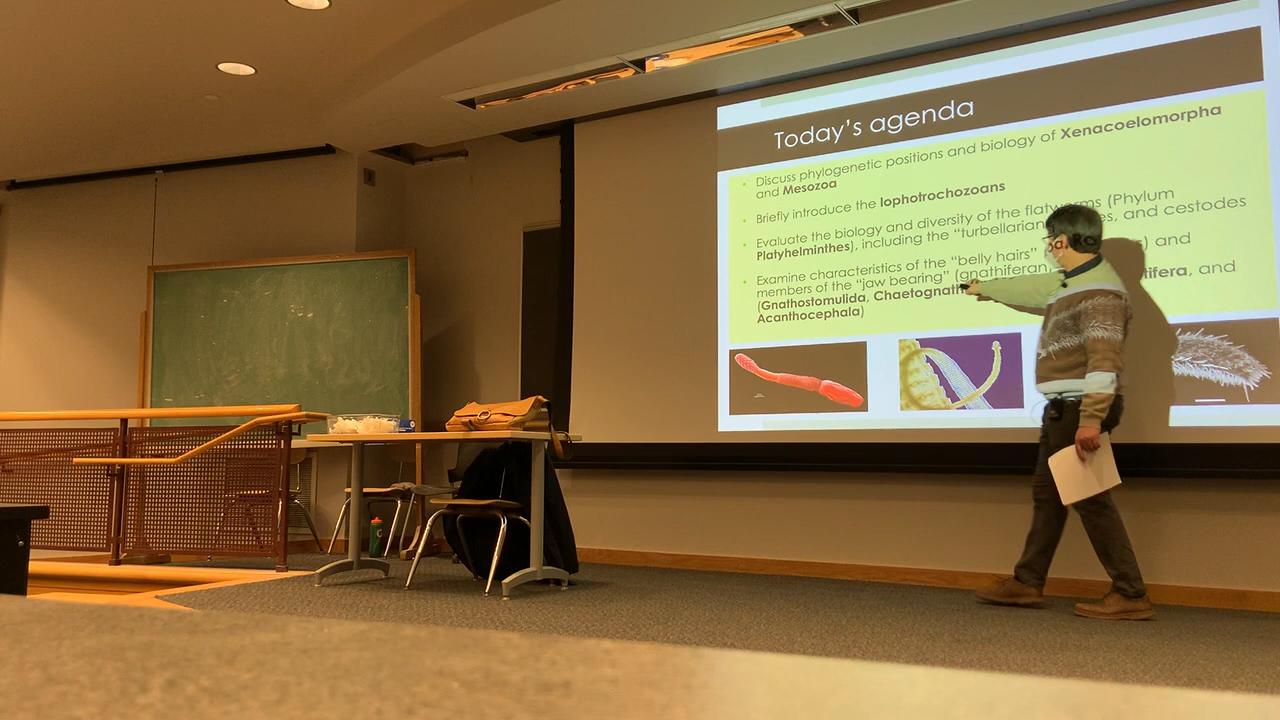 Today's agenda
Discuss phylogenetic positions and biology of Xenacoelomorpha
and Mesozoa
Briefly introduce the lophotrochozoans
Evaluate the biology and diversity of the flatworms (Phylum
Platyhelminthes), including the "turbellarians, and cestodes
Examine characteristics of the "belly hairs" and
members of the "jaw bearing" (gnathiferan and
(Gnathostomulida, Chaetognath
Acanthocephala)